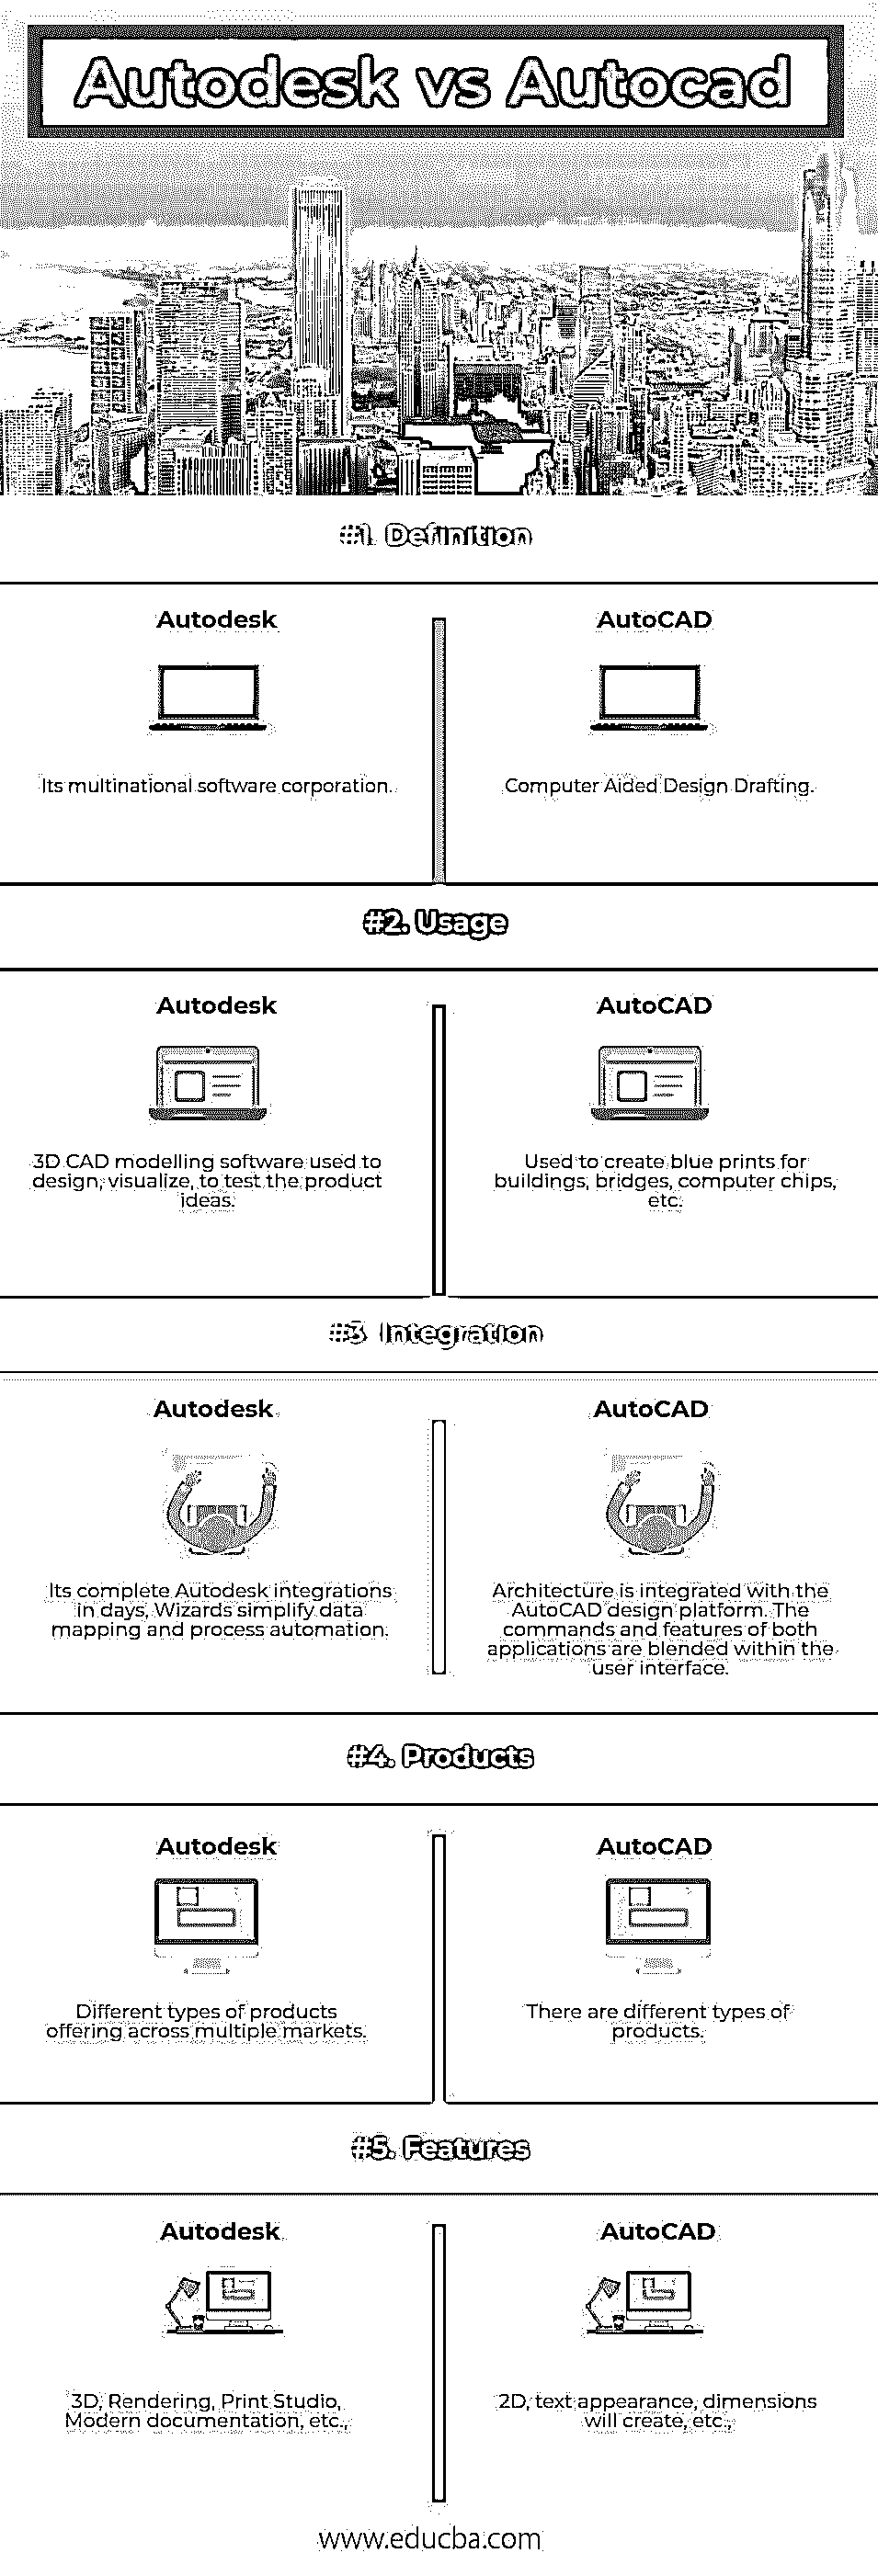 Autodesk vs Autocad
#1. Definition
Autodesk
Its multinational software corporation.
AutoCAD
Computer Aided Design Drafting.
#2. Usage
Autodesk
3D CAD modelling software used to
design, visualize, to test the product
ideas.
AutoCAD
Used to create blue prints for
buildings, bridges, computer chips,
etc.
#3 Integration
Autodesk
Its complete Autodesk integrations
in days, Wizards simplify data
mapping and process automation.
AutoCAD
Architecture is integrated with the
AutoCAD design platform. The
commands and features of both
applications are blended within the
user interface.
#4. Products
Autodesk
Different types of products
offering across multiple markets.
AutoCAD
There are different types of
products.
#5. Features
Autodesk
3D, Rendering, Print Studio,
Modern documentation, etc.,
AutoCAD
2D, text appearance, dimensions
will create, etc.,
www.educba.com